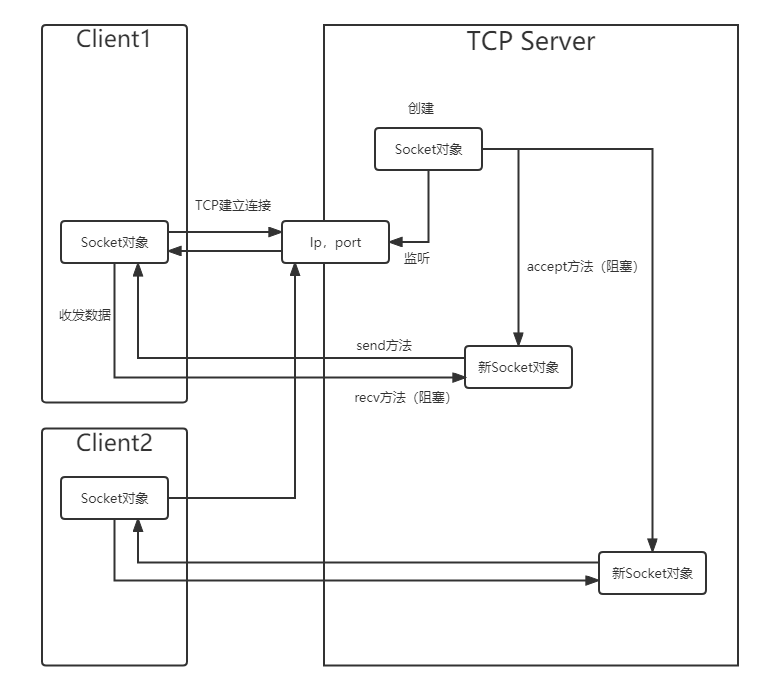 Client1
TCP Server
创建
Socket对象
TCP建立连接
Socket对象
Ip，port
监听
accept方法（阻塞）
收发数据
send方法
新Socket对象
recv方法（阻塞）
Client2
Socket对象
新Socket对象